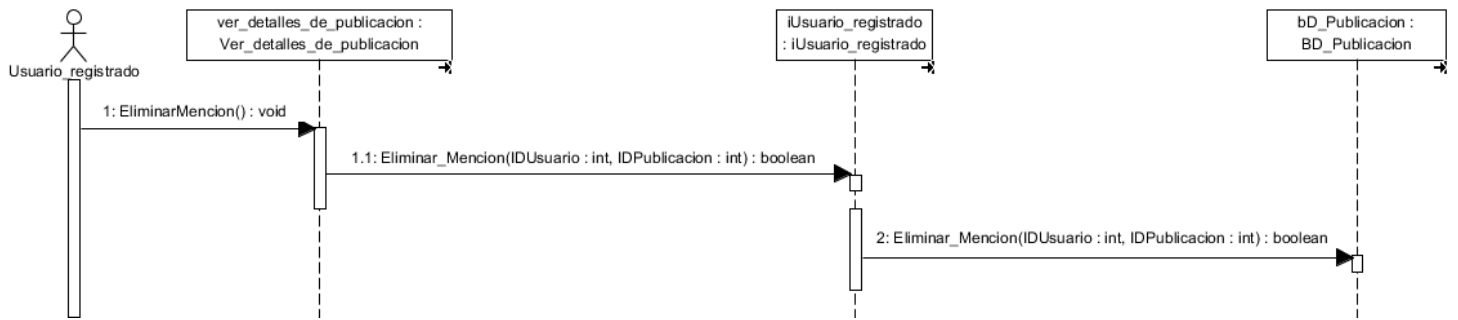 ver_detalles_de_publicacion :
Ver_detalles_de_publicacion
iUsuario_registrado
: iUsuario_registrado
bD_Publicacion :
BD_Publicacion
Usuario_registrado
1: EliminarMencion() : void
1.1: Eliminar_Mencion(IDUsuario : int, IDPublicacion : int) : boolean
2: Eliminar_Mencion(IDUsuario : int, IDPublicacion : int) : boolean